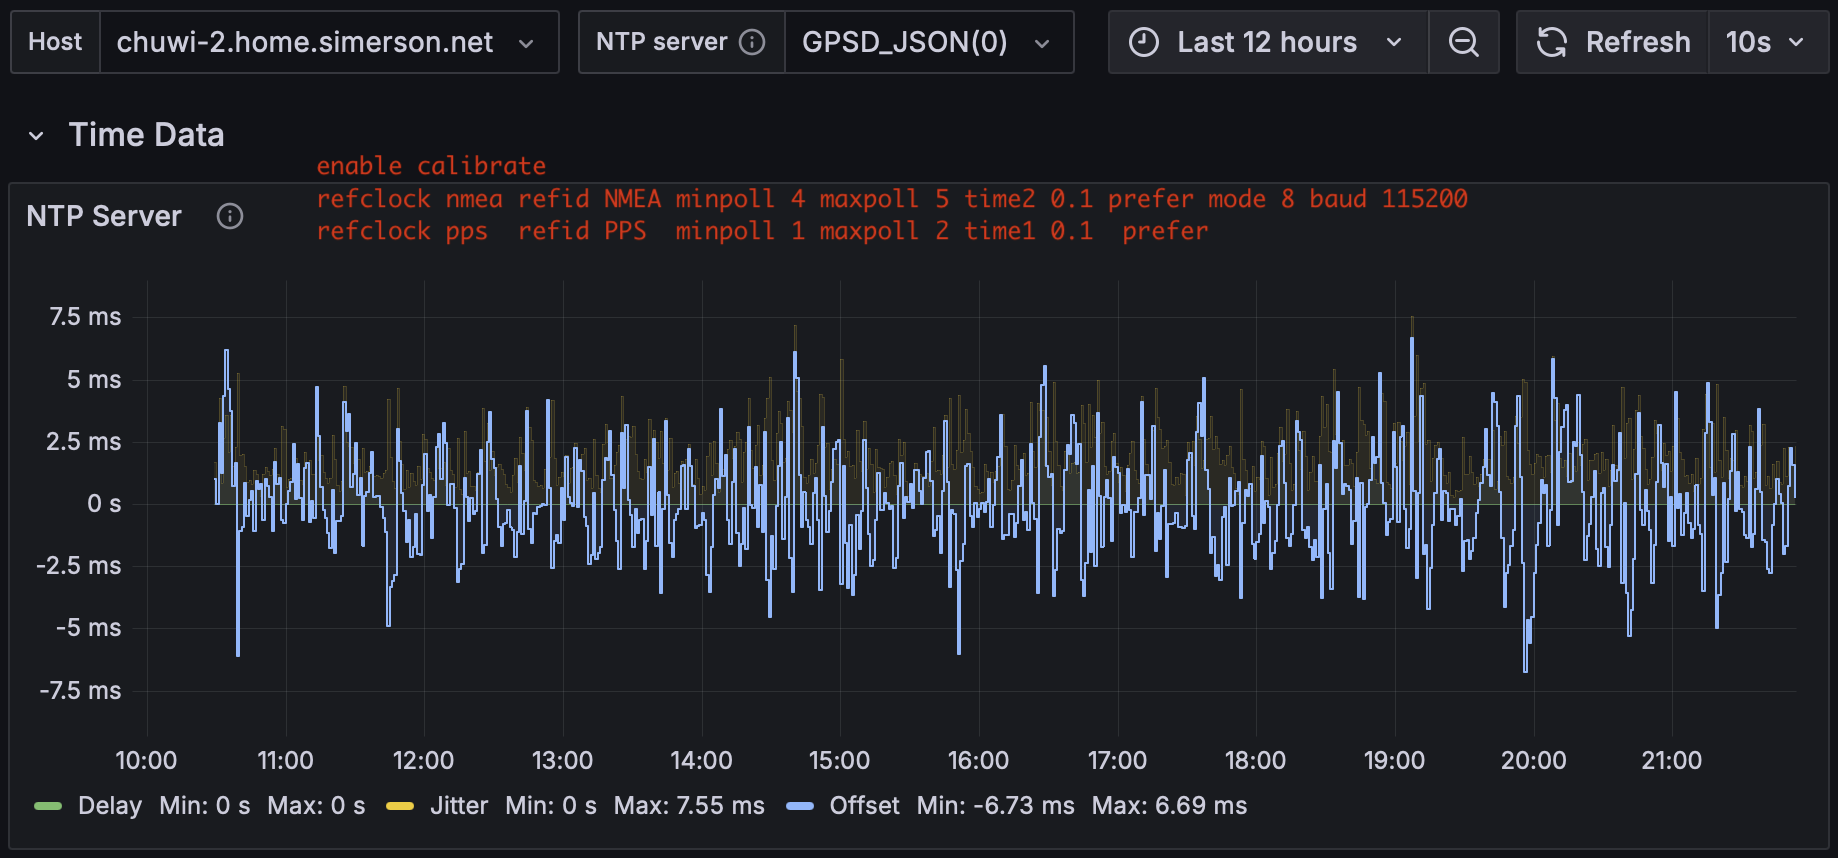 Host chuwi-2.home.simerson.net NTP server GPSD_JSON(0) Last 12 hours Refresh 10s
Time Data
enable calibrate
refclock nmea refid NMEA minpoll 4 maxpoll 5 time2 0.1 prefer mode 8 baud 115200
NTP Server
refclock pps  refid PPS  minpoll 1 maxpoll 2 time1 0.1  prefer
7.5 ms
5 ms
2.5 ms
0 s
-2.5 ms
-5 ms
-7.5 ms
10:00 11:00 12:00 13:00 14:00 15:00 16:00 17:00 18:00 19:00 20:00 21:00
Delay Min: 0 s Max: 0 s Jitter Min: 0 s Max: 7.55 ms Offset Min: -6.73 ms Max: 6.69 ms